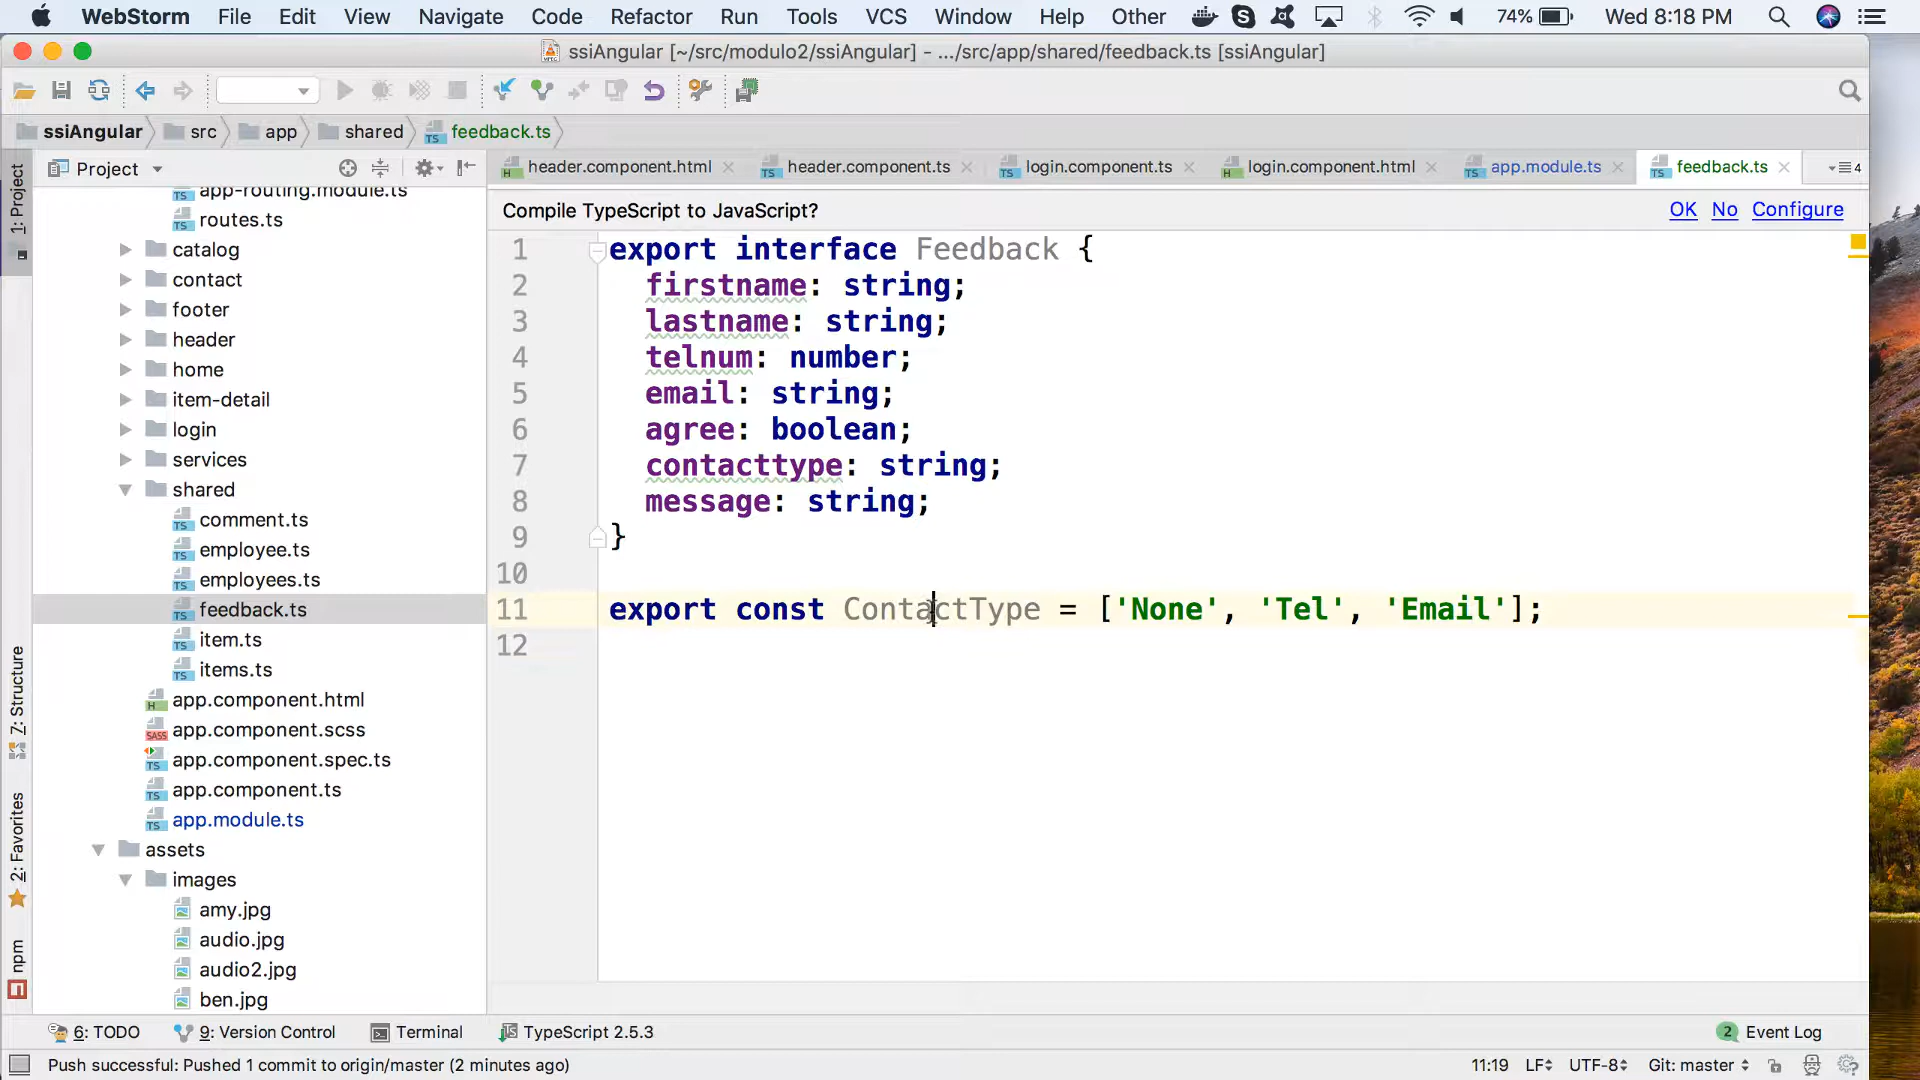 WebStorm File Edit View Navigate Code Refactor Run Tools VCS Window Help Other 74% Wed 8:18 PM
ssiAngular [~/src/modulo2/ssiAngular] - .../src/app/shared/feedback.ts [ssiAngular]
ssiAngular src app shared feedback.ts
Project
header.component.html header.component.ts login.component.ts login.component.html app.module.ts feedback.ts 4
Compile TypeScript to JavaScript? OK No Configure
1: Project
Z: Structure
2: Favorites
npm
app-routing.module.ts
routes.ts
catalog
contact
footer
header
home
item-detail
login
services
shared
comment.ts
employee.ts
employees.ts
feedback.ts
item.ts
items.ts
app.component.html
app.component.scss
app.component.spec.ts
app.component.ts
app.module.ts
assets
images
amy.jpg
audio.jpg
audio2.jpg
ben.jpg
1 export interface Feedback {
2 firstname: string;
3 lastname: string;
4 telnum: number;
5 email: string;
6 agree: boolean;
7 contacttype: string;
8 message: string;
9 }
10
11 export const ContactType = ['None', 'Tel', 'Email'];
12
6: TODO 9: Version Control Terminal TypeScript 2.5.3 2 Event Log
Push successful: Pushed 1 commit to origin/master (2 minutes ago) 11:19 LF UTF-8 Git: master